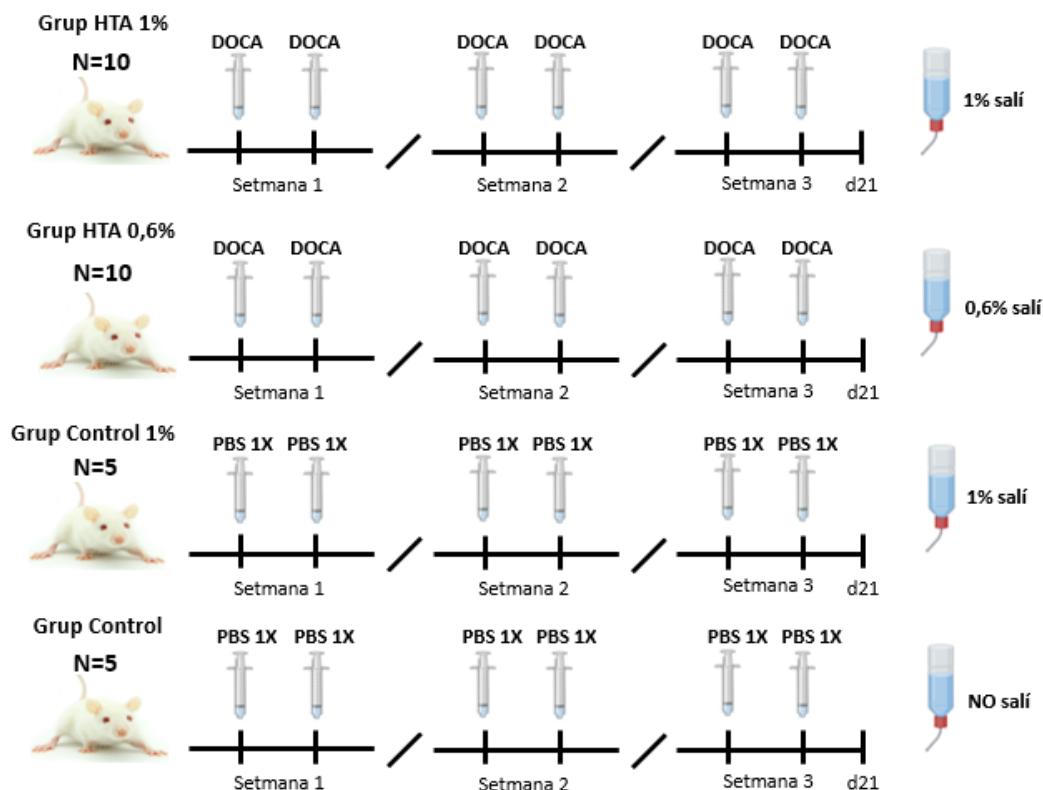 Grup HTA 1%
N=10
DOCA DOCA DOCA DOCA DOCA DOCA
1% salí
Setmana 1 Setmana 2 Setmana 3 d21
Grup HTA 0,6%
N=10
DOCA DOCA DOCA DOCA DOCA DOCA
0,6% salí
Setmana 1 Setmana 2 Setmana 3 d21
Grup Control 1%
N=5
PBS 1X PBS 1X PBS 1X PBS 1X PBS 1X PBS 1X
1% salí
Setmana 1 Setmana 2 Setmana 3 d21
Grup Control
N=5
PBS 1X PBS 1X PBS 1X PBS 1X PBS 1X PBS 1X
NO salí
Setmana 1 Setmana 2 Setmana 3 d21